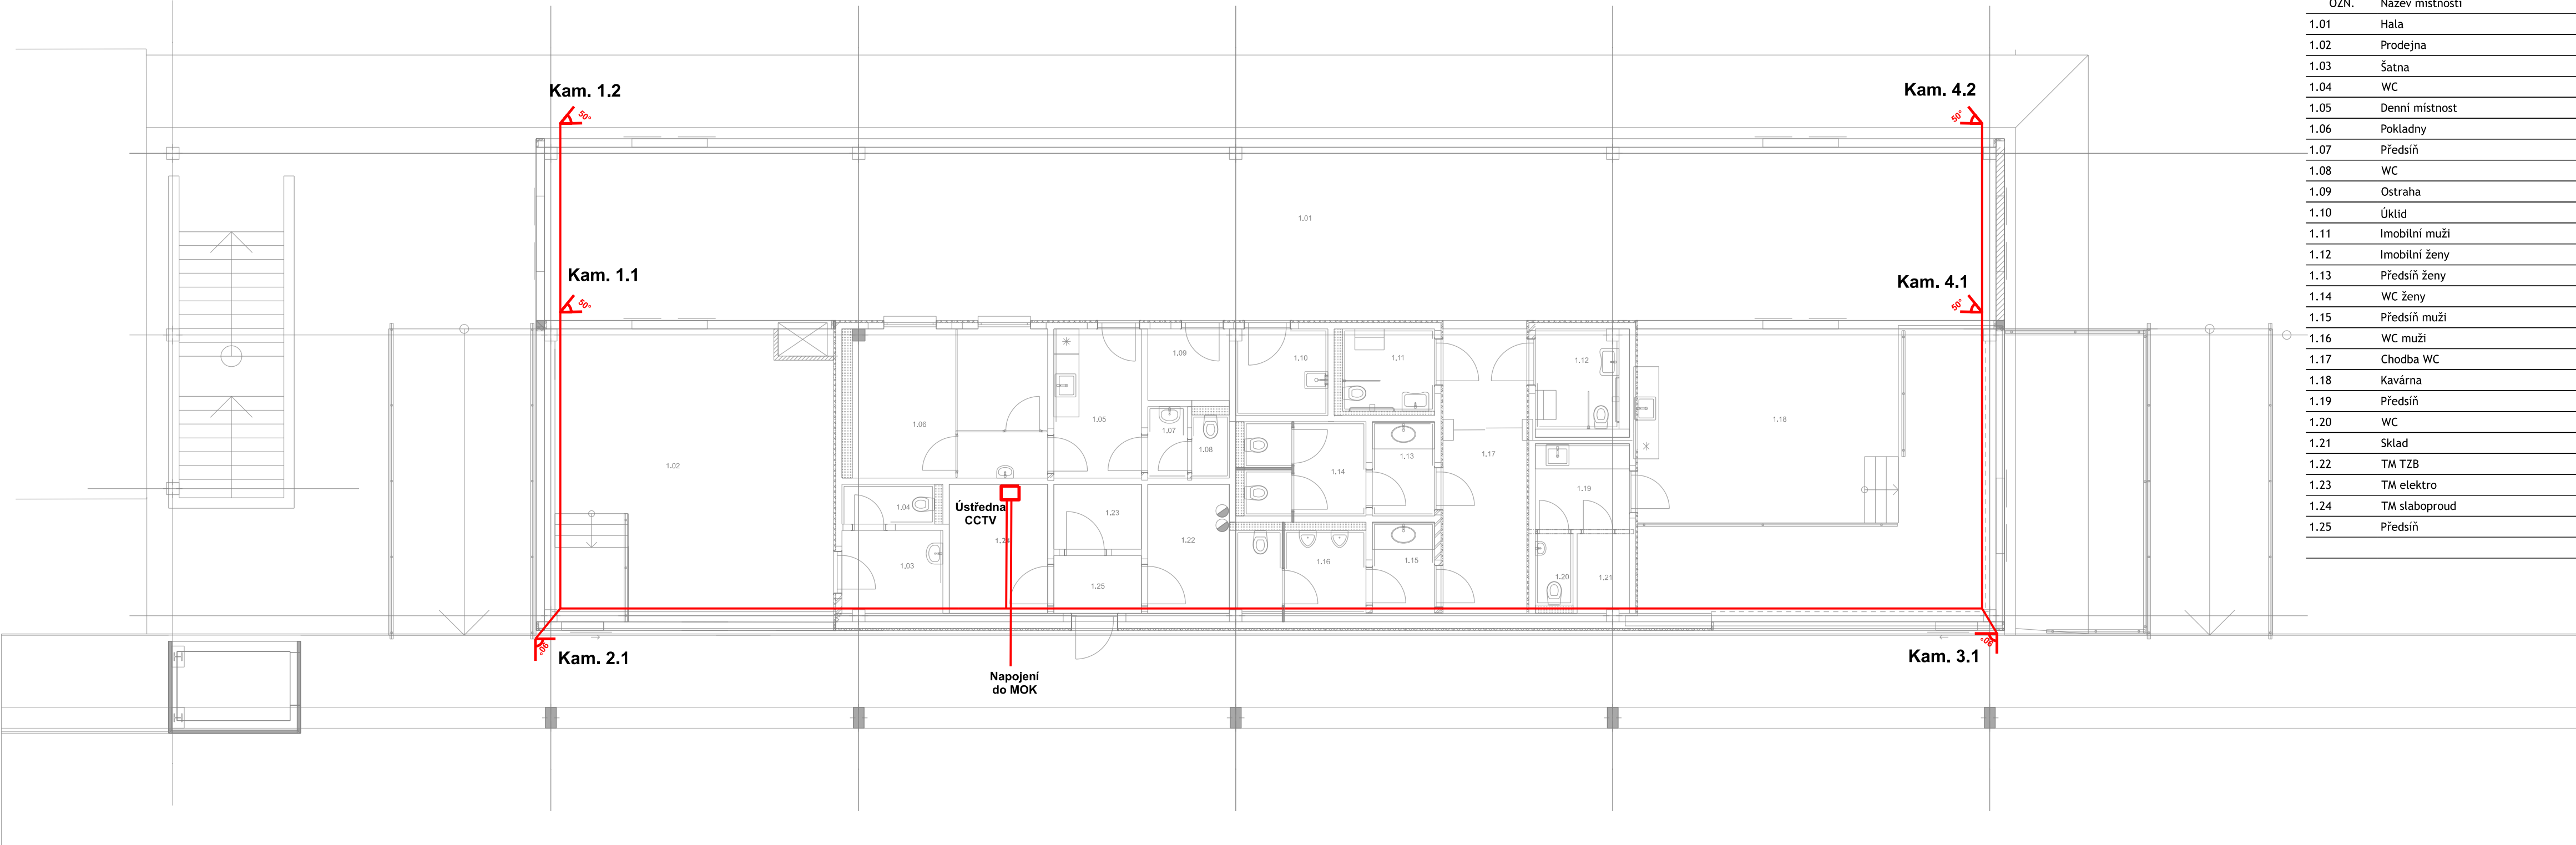 OZN. Název místnosti
1.01 Hala
1.02 Prodejna
1.03 Šatna
1.04 WC
1.05 Denní místnost
1.06 Pokladny
1.07 Předsíň
1.08 WC
1.09 Ostraha
1.10 Úklid
1.11 Imobilní muži
1.12 Imobilní ženy
1.13 Předsíň ženy
1.14 WC ženy
1.15 Předsíň muži
1.16 WC muži
1.17 Chodba WC
1.18 Kavárna
1.19 Předsíň
1.20 WC
1.21 Sklad
1.22 TM TZB
1.23 TM elektro
1.24 TM slaboproud
1.25 Předsíň
Kam. 1.2
50°
Kam. 4.2
50°
1.01
Kam. 1.1
50°
Kam. 4.1
50°
1.09
1.10
1.11
1.12
1.05
1.06
1.07
1.08
1.18
1.02
1.14
1.13
1.17
1.19
1.04
Ústředna
CCTV
1.23
1.24
1.22
1.03
1.25
1.16
1.15
1.20
1.21
Kam. 2.1
90°
Kam. 3.1
90°
Napojení
do MOK